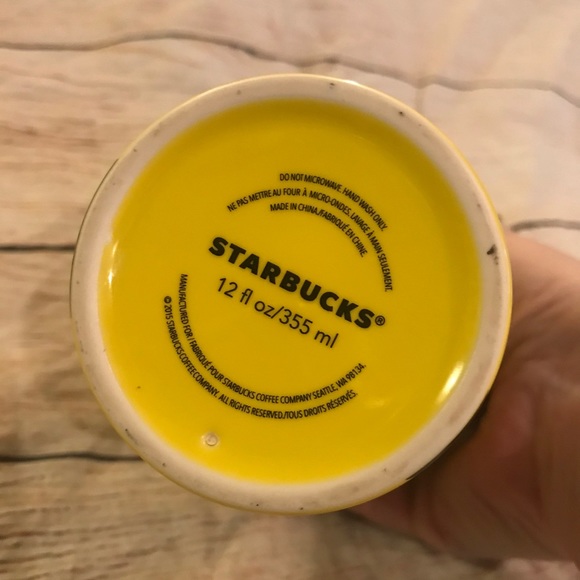 DO NOT MICROWAVE. HAND WASH ONLY.
NE PAS METTRE AU FOUR À MICRO-ONDES. LAVAGE À MAIN SEULEMENT.
MADE IN CHINA/FABRIQUÉ EN CHINE.
STARBUCKS®
12 fl oz/355 ml
MANUFACTURED FOR / FABRIQUÉ POUR STARBUCKS COFFEE COMPANY SEATTLE, WA 98134.
©2015 STARBUCKS COFFEE COMPANY. ALL RIGHTS RESERVED./TOUS DROITS RÉSERVÉS.